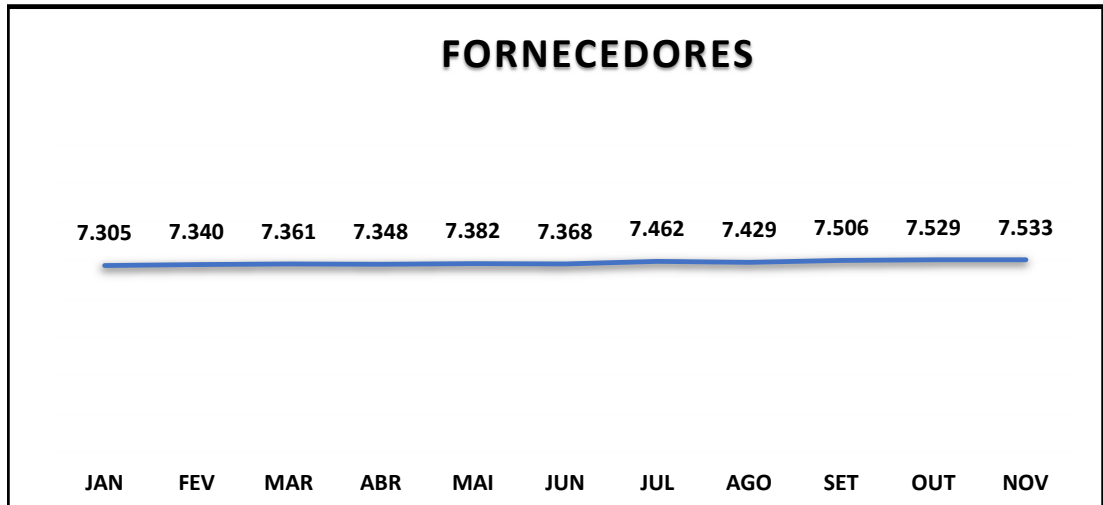 FORNECEDORES
7.305 7.340 7.361 7.348 7.382 7.368 7.462 7.429 7.506 7.529 7.533
JAN FEV MAR ABR MAI JUN JUL AGO SET OUT NOV